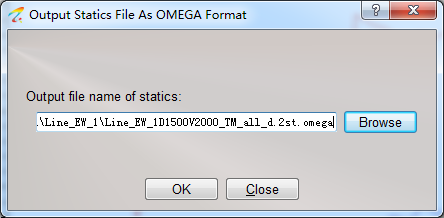 Output Statics File As OMEGA Format
Output file name of statics:
.\Line_EW_1\Line_EW_1D1500V2000_TM_all_d.2st.omega
Browse
OK
Close